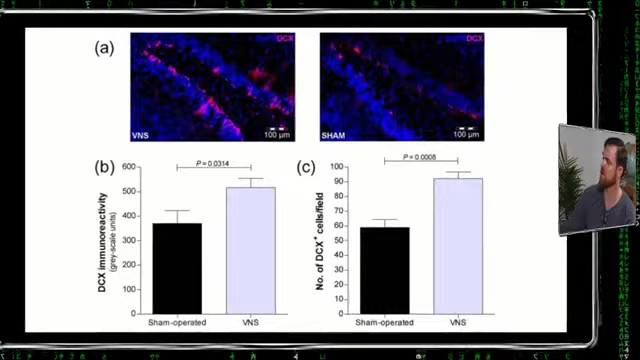 (a)
DCX
VNS
100 µm
DCX
SHAM
100 µm
(b)
P = 0.0314
600
500
400
300
200
100
0
DCX immunoreactivity
(grey-scale units)
Sham-operated
VNS
(c)
P = 0.0008
100
90
80
70
60
50
40
30
20
10
0
No. of DCX⁺ cells/field
Sham-operated
VNS